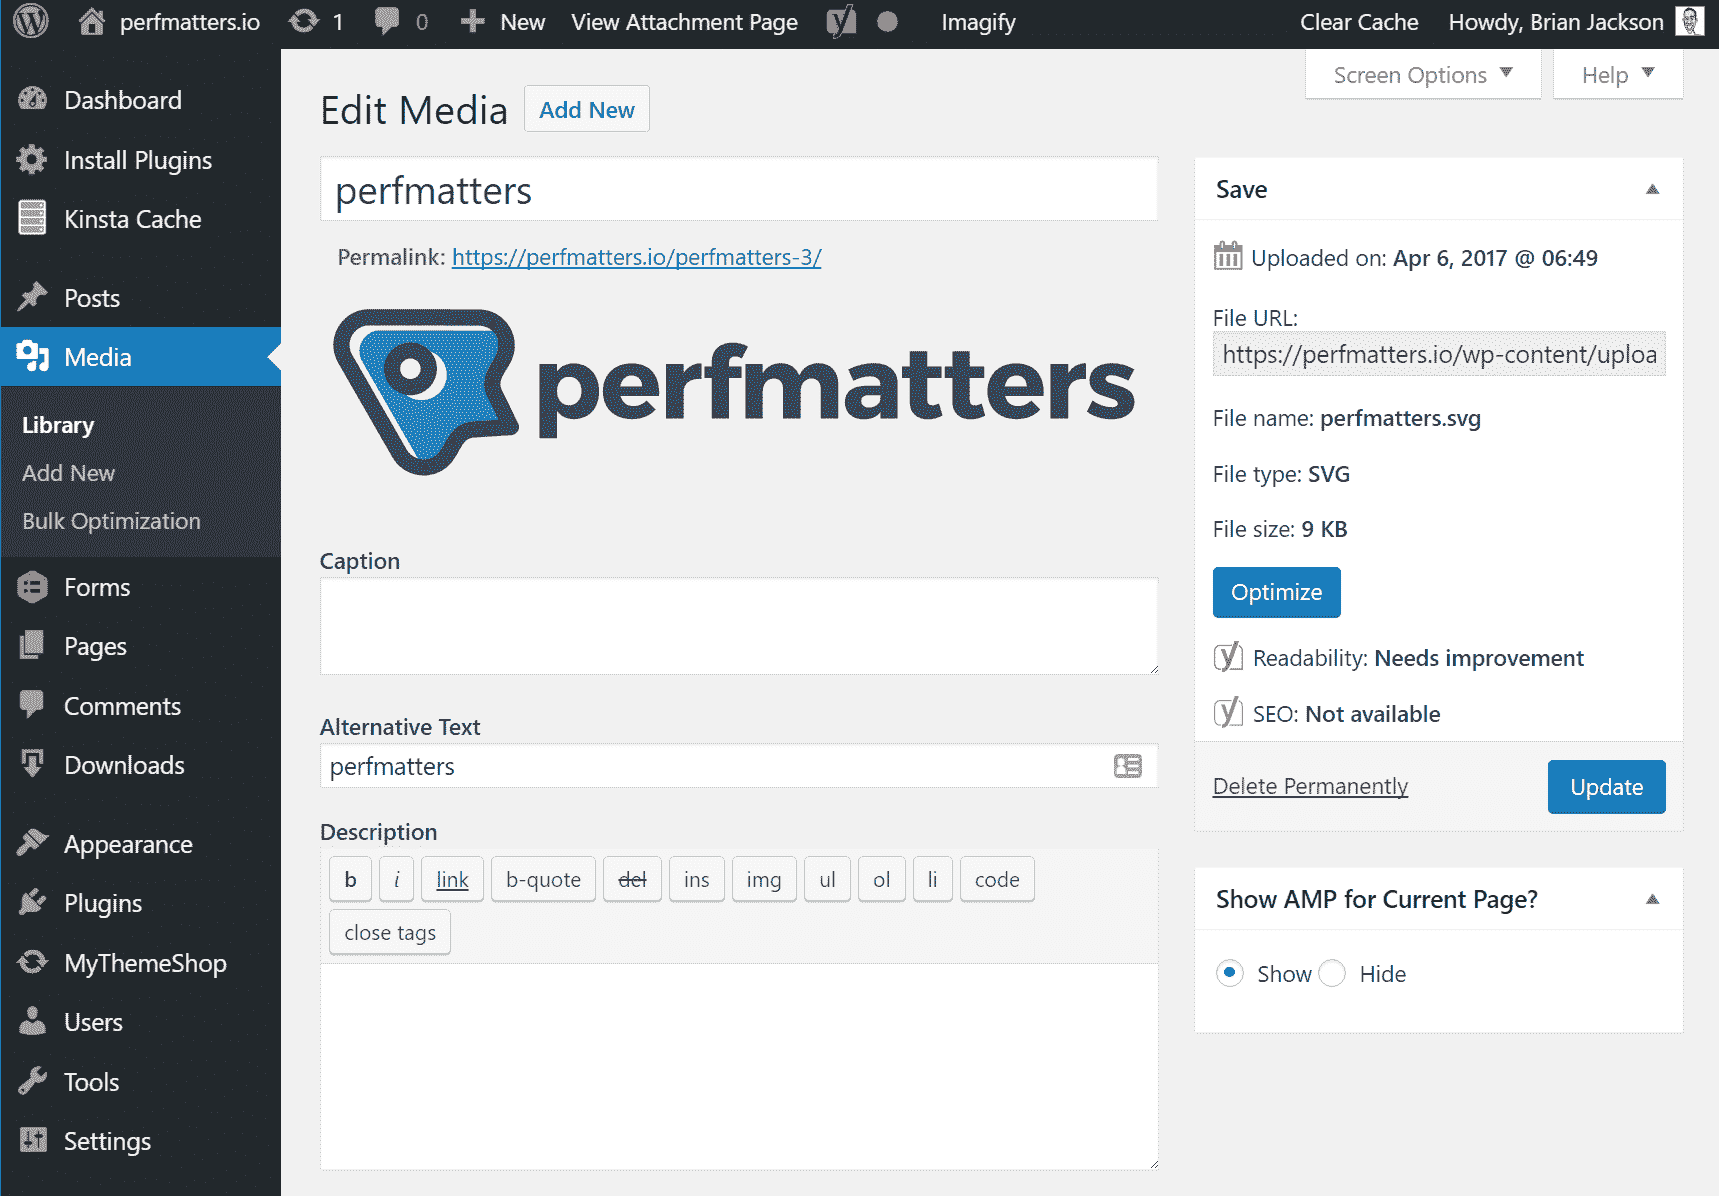 perfmatters.io 1 0 New View Attachment Page Imagify Clear Cache Howdy, Brian Jackson
Screen Options Help
Dashboard
Install Plugins
Kinsta Cache
Posts
Media
Library
Add New
Bulk Optimization
Forms
Pages
Comments
Downloads
Appearance
Plugins
MyThemeShop
Users
Tools
Settings
Edit Media Add New
perfmatters
Permalink: https://perfmatters.io/perfmatters-3/
perfmatters
Caption
Alternative Text
perfmatters
Description
b i link b-quote del ins img ul ol li code
close tags
Save
Uploaded on: Apr 6, 2017 @ 06:49
File URL:
https://perfmatters.io/wp-content/uploa
File name: perfmatters.svg
File type: SVG
File size: 9 KB
Optimize
Readability: Needs improvement
SEO: Not available
Delete Permanently Update
Show AMP for Current Page?
Show Hide